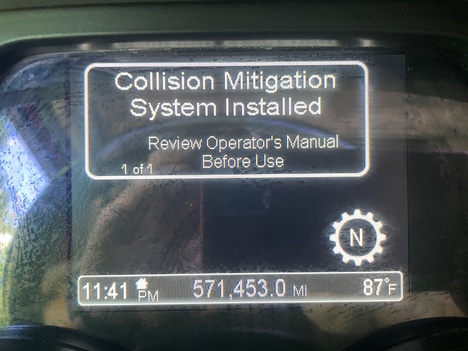 Collision Mitigation
System Installed
Review Operator's Manual
Before Use
1 of 1
N
11:41 PM 571,453.0 MI 87°F